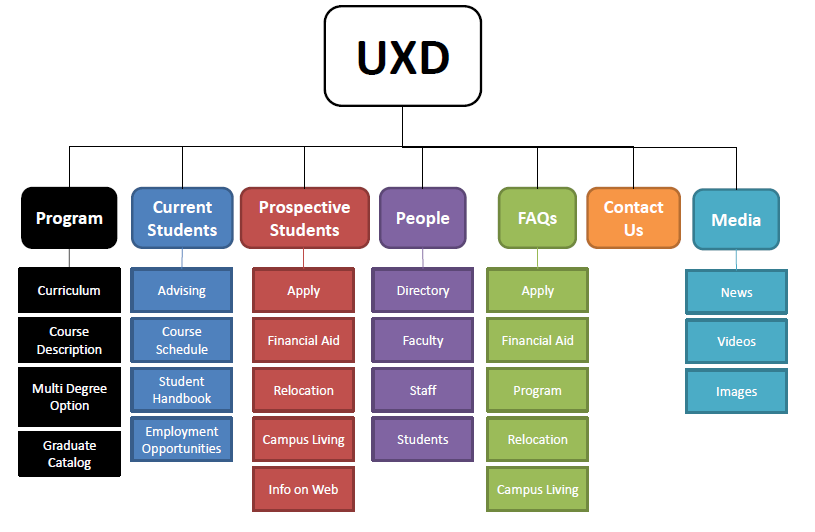 UXD
Program
Current
Students
Prospective
Students
People
FAQs
Contact
Us
Media
Curriculum
Course
Description
Multi Degree
Option
Graduate
Catalog
Advising
Course
Schedule
Student
Handbook
Employment
Opportunities
Apply
Financial Aid
Relocation
Campus Living
Info on Web
Directory
Faculty
Staff
Students
Apply
Financial Aid
Program
Relocation
Campus Living
News
Videos
Images